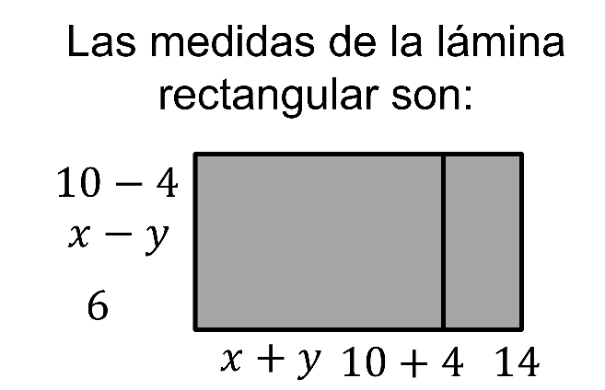 Las medidas de la lámina
rectangular son:
10 − 4
x − y
6
x + y 10 + 4 14